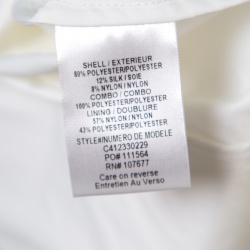 SHELL / EXTERIEUR
80% POLYESTER/POLYESTER
12% SILK / SOIE
8% NYLON / NYLON
COMBO / COMBO
100% POLYESTER/POLYESTER
LINING / DOUBLURE
57% NYLON / NYLON
43% POLYESTER/POLYESTER
STYLE#/NUMERO DE MODELE
C412330229
PO# 111564
RN# 107677
Care on reverse
Entretien Au Verso